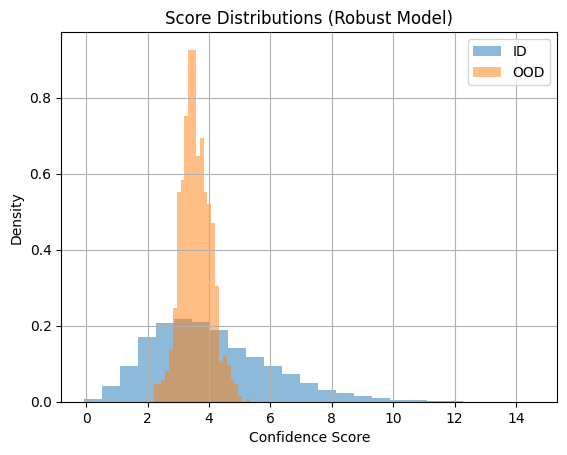 Score Distributions (Robust Model)
ID
OOD
Density
0.8
0.6
0.4
0.2
0.0
0 2 4 6 8 10 12 14
Confidence Score